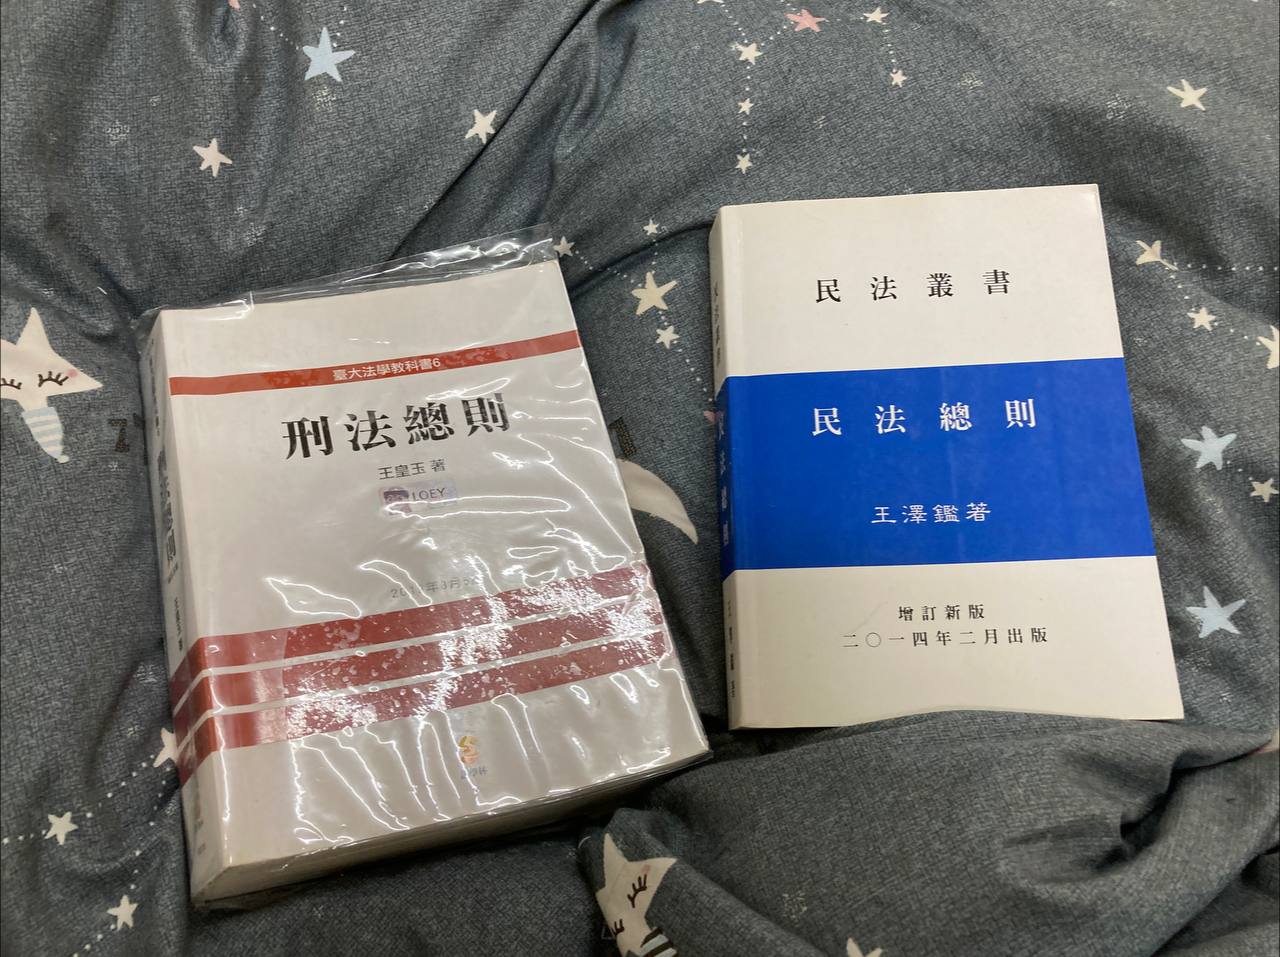 臺大法學教科書6
刑法總則
王皇玉 著
LOEY
民法叢書
民法總則
王澤鑑著
增訂新版
二〇一四年二月出版